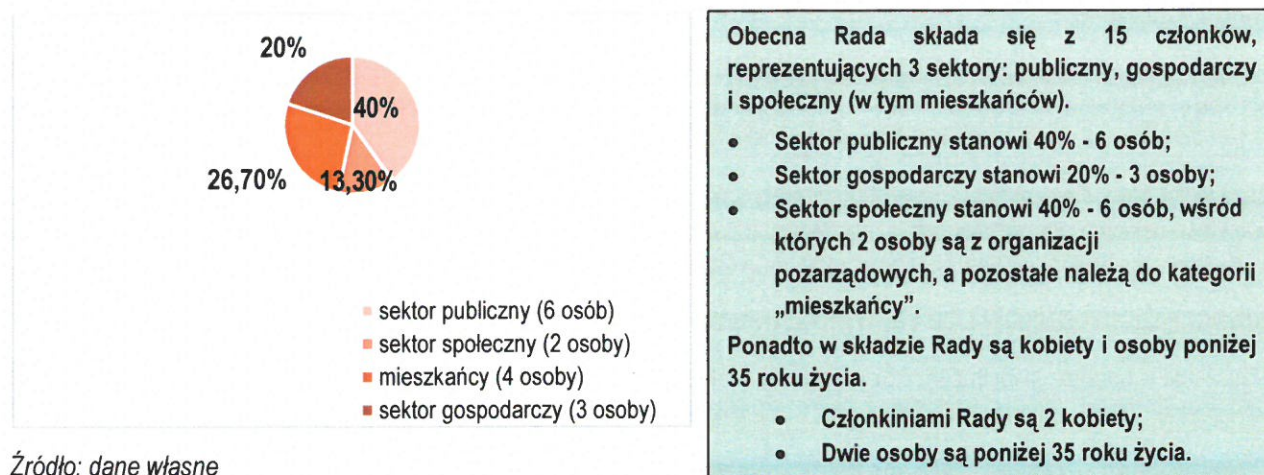 20%
40%
26,70%
13,30%
sektor publiczny (6 osób)
sektor społeczny (2 osoby)
mieszkańcy (4 osoby)
sektor gospodarczy (3 osoby)
Źródło: dane własne
Obecna Rada składa się z 15 członków,
reprezentujących 3 sektory: publiczny, gospodarczy
i społeczny (w tym mieszkańców).
• Sektor publiczny stanowi 40% - 6 osób;
• Sektor gospodarczy stanowi 20% - 3 osoby;
• Sektor społeczny stanowi 40% - 6 osób, wśród
których 2 osoby są z organizacji
pozarządowych, a pozostałe należą do kategorii
„mieszkańcy”.
Ponadto w składzie Rady są kobiety i osoby poniżej
35 roku życia.
• Członkiniami Rady są 2 kobiety;
• Dwie osoby są poniżej 35 roku życia.